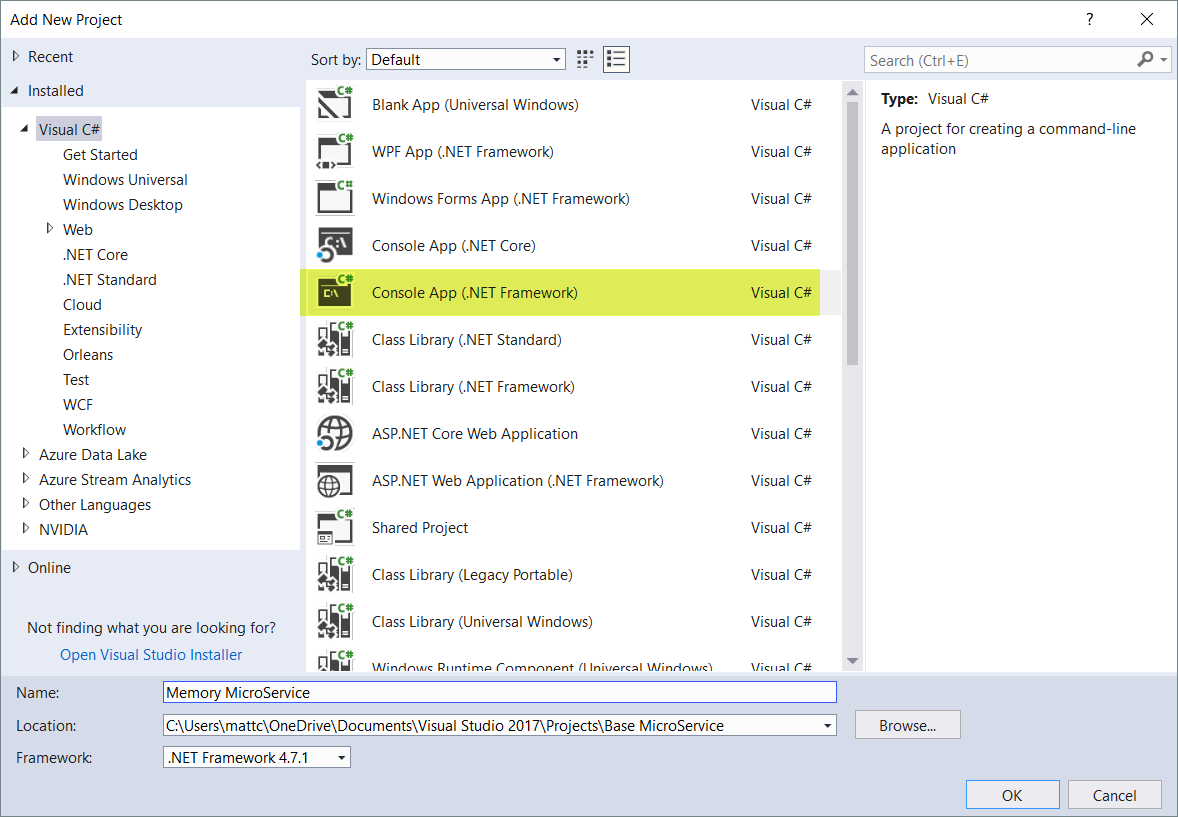 Add New Project
?
Recent
Installed
Visual C#
Get Started
Windows Universal
Windows Desktop
Web
.NET Core
.NET Standard
Cloud
Extensibility
Orleans
Test
WCF
Workflow
Azure Data Lake
Azure Stream Analytics
Other Languages
NVIDIA
Online
Not finding what you are looking for?
Open Visual Studio Installer
Sort by: Default
C# Blank App (Universal Windows) Visual C#
C# WPF App (.NET Framework) Visual C#
C# Windows Forms App (.NET Framework) Visual C#
C:\ Console App (.NET Core) Visual C#
C# C:\ Console App (.NET Framework) Visual C#
C# Class Library (.NET Standard) Visual C#
C# Class Library (.NET Framework) Visual C#
ASP.NET Core Web Application Visual C#
C# ASP.NET Web Application (.NET Framework) Visual C#
C# Shared Project Visual C#
C# Class Library (Legacy Portable) Visual C#
C# Class Library (Universal Windows) Visual C#
C# Windows Runtime Component (Universal Windows) Visual C#
Search (Ctrl+E)
Type: Visual C#
A project for creating a command-line
application
Name: Memory MicroService
Location: C:\Users\mattc\OneDrive\Documents\Visual Studio 2017\Projects\Base MicroService Browse...
Framework: .NET Framework 4.7.1
OK Cancel